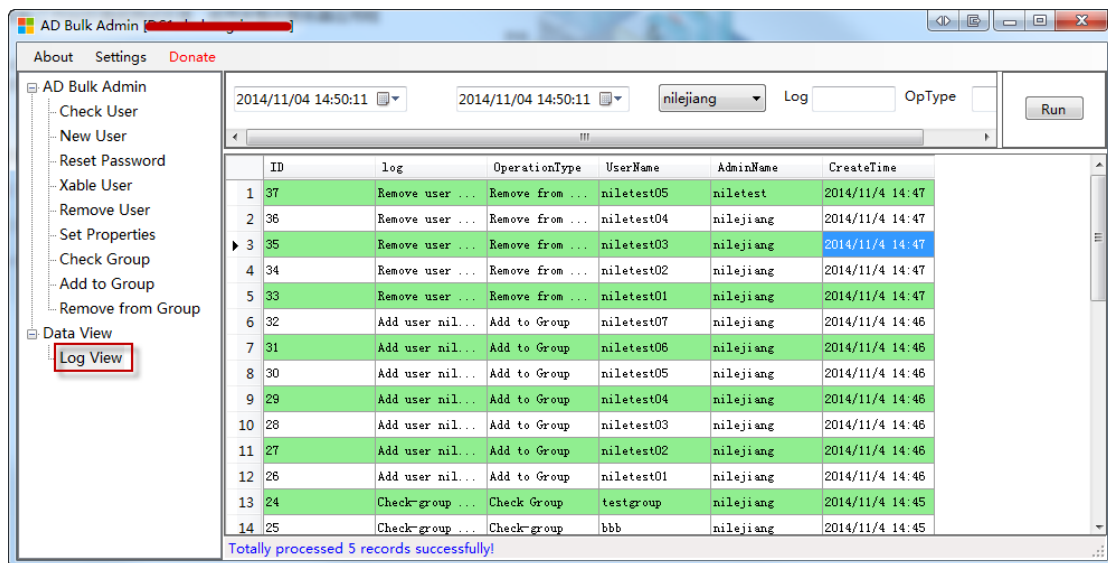 AD Bulk Admin [
About Settings Donate
AD Bulk Admin
Check User
New User
Reset Password
Xable User
Remove User
Set Properties
Check Group
Add to Group
Remove from Group
Data View
Log View
2014/11/04 14:50:11 2014/11/04 14:50:11 nilejiang Log OpType Run
ID log OperationType UserName AdminName CreateTime
1 37 Remove user ... Remove from ... niletest05 niletest 2014/11/4 14:47
2 36 Remove user ... Remove from ... niletest04 nilejiang 2014/11/4 14:47
3 35 Remove user ... Remove from ... niletest03 nilejiang 2014/11/4 14:47
4 34 Remove user ... Remove from ... niletest02 nilejiang 2014/11/4 14:47
5 33 Remove user ... Remove from ... niletest01 nilejiang 2014/11/4 14:47
6 32 Add user nil... Add to Group niletest07 nilejiang 2014/11/4 14:46
7 31 Add user nil... Add to Group niletest06 nilejiang 2014/11/4 14:46
8 30 Add user nil... Add to Group niletest05 nilejiang 2014/11/4 14:46
9 29 Add user nil... Add to Group niletest04 nilejiang 2014/11/4 14:46
10 28 Add user nil... Add to Group niletest03 nilejiang 2014/11/4 14:46
11 27 Add user nil... Add to Group niletest02 nilejiang 2014/11/4 14:46
12 26 Add user nil... Add to Group niletest01 nilejiang 2014/11/4 14:46
13 24 Check-group ... Check Group testgroup nilejiang 2014/11/4 14:45
14 25 Check-group ... Check-group bbb nilejiang 2014/11/4 14:45
Totally processed 5 records successfully!